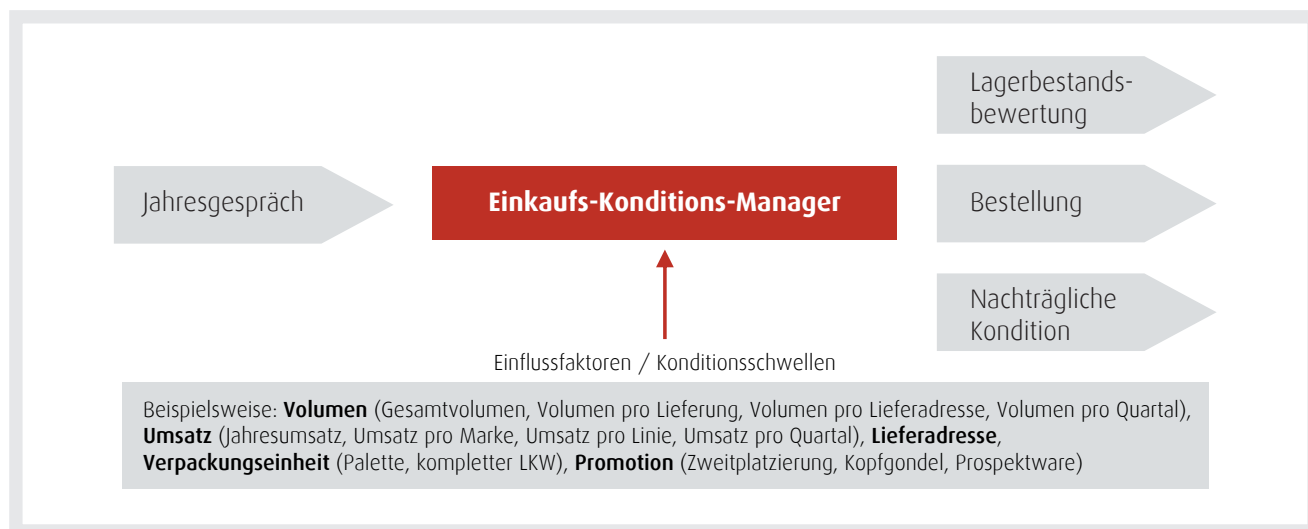 Lagerbestands-
bewertung
Jahresgespräch
Einkaufs-Konditions-Manager
Bestellung
Nachträgliche
Kondition
Einflussfaktoren / Konditionsschwellen
Beispielsweise: Volumen (Gesamtvolumen, Volumen pro Lieferung, Volumen pro Lieferadresse, Volumen pro Quartal),
Umsatz (Jahresumsatz, Umsatz pro Marke, Umsatz pro Linie, Umsatz pro Quartal), Lieferadresse,
Verpackungseinheit (Palette, kompletter LKW), Promotion (Zweitplatzierung, Kopfgondel, Prospektware)